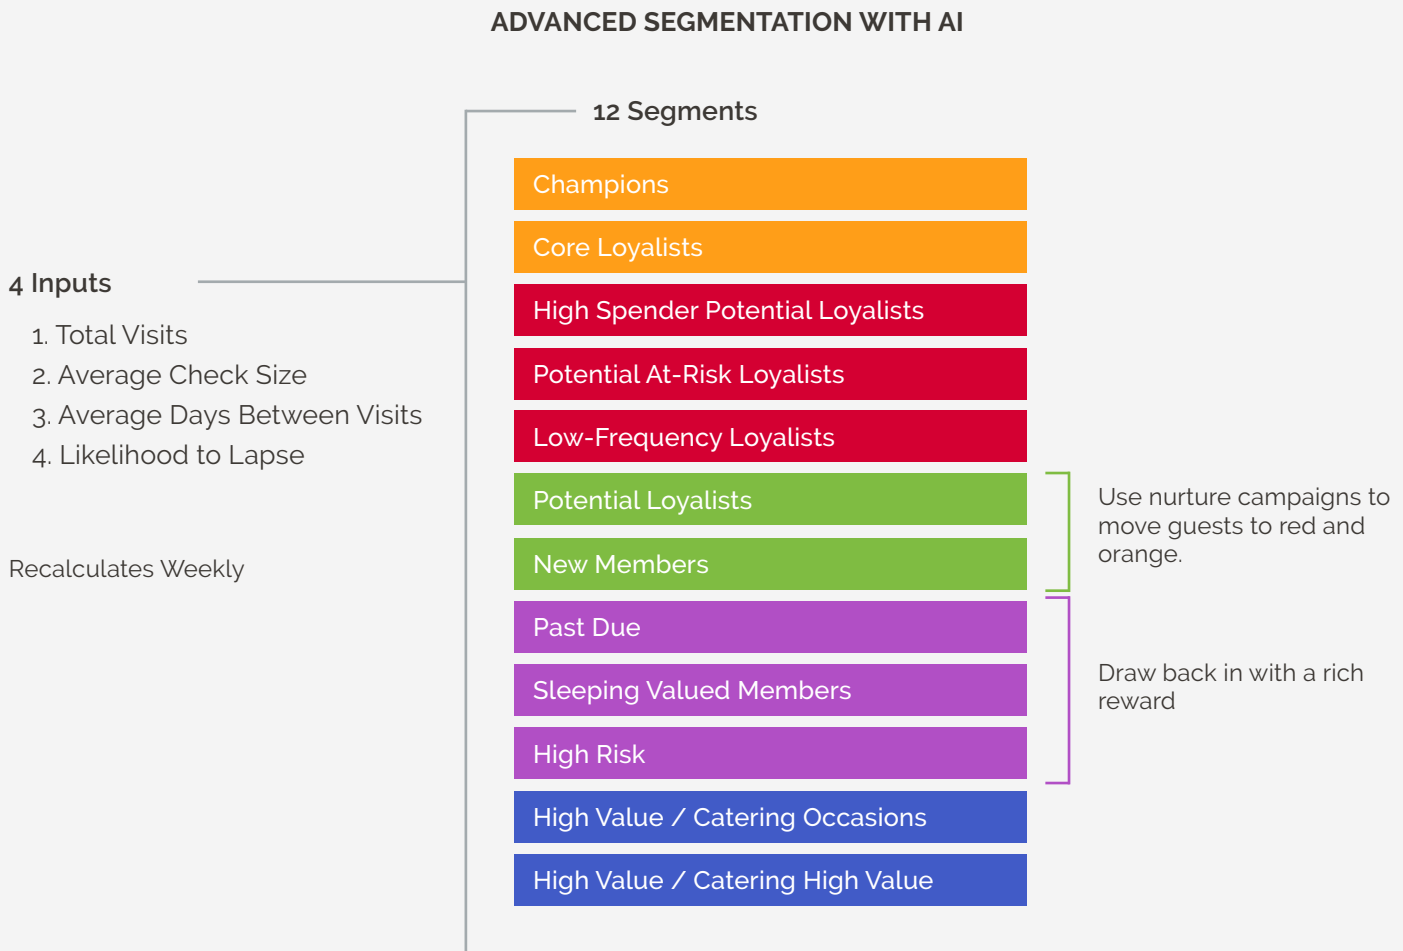 ADVANCED SEGMENTATION WITH AI
12 Segments
Champions
Core Loyalists
4 Inputs
1. Total Visits
2. Average Check Size
3. Average Days Between Visits
4. Likelihood to Lapse
Recalculates Weekly
High Spender Potential Loyalists
Potential At-Risk Loyalists
Low-Frequency Loyalists
Potential Loyalists
New Members
Use nurture campaigns to
move guests to red and
orange.
Past Due
Sleeping Valued Members
High Risk
Draw back in with a rich
reward
High Value / Catering Occasions
High Value / Catering High Value